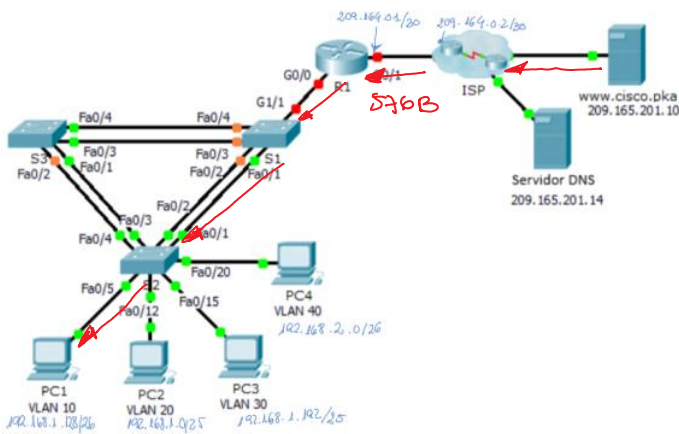 209.164.0.1/30
209.164.0.2/30
G0/0
R1
ISP
576B
www.cisco.pka
209.165.201.10
G1/1
Fa0/4
Fa0/4
S3
Fa0/3
Fa0/3
S1
Fa0/2
Fa0/1
Fa0/2
Fa0/1
Servidor DNS
209.165.201.14
Fa0/3
Fa0/2
Fa0/4
Fa0/1
S2
Fa0/20
Fa0/5
Fa0/12
Fa0/15
PC4
VLAN 40
192.168.2.0/26
PC1
VLAN 10
PC2
VLAN 20
PC3
VLAN 30
192.168.1.128/26
192.168.1.0/25
192.168.1.192/25